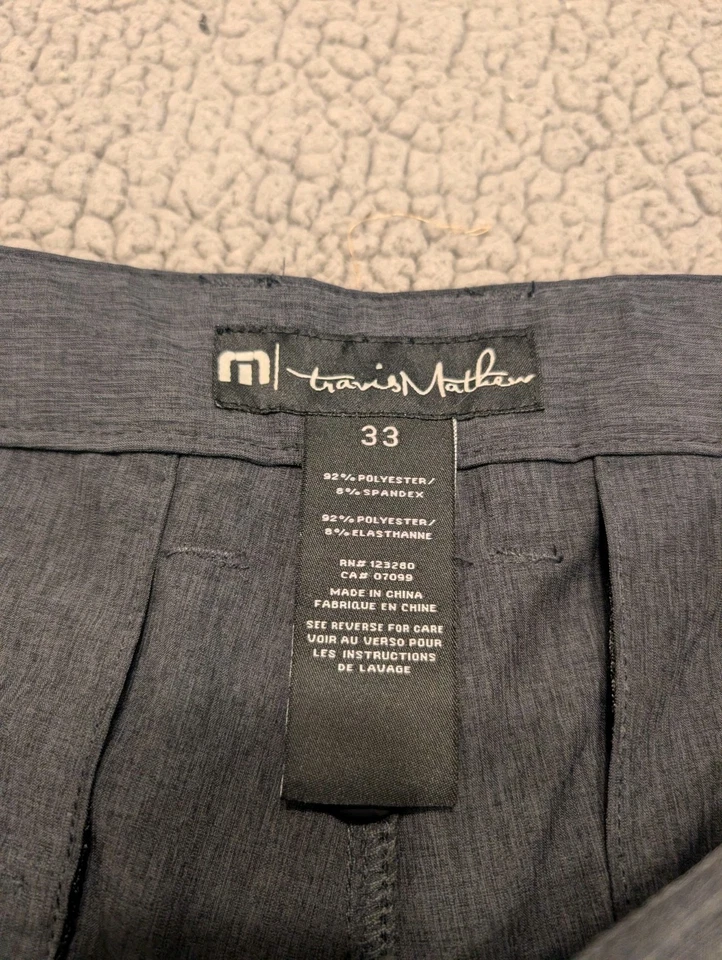 travisMathew
33
92% POLYESTER/
8% SPANDEX
92% POLYESTER/
8% ELASTHANNE
RN# 123280
CA# 07099
MADE IN CHINA
FABRIQUE EN CHINE
SEE REVERSE FOR CARE
VOIR AU VERSO POUR
LES INSTRUCTIONS
DE LAVAGE